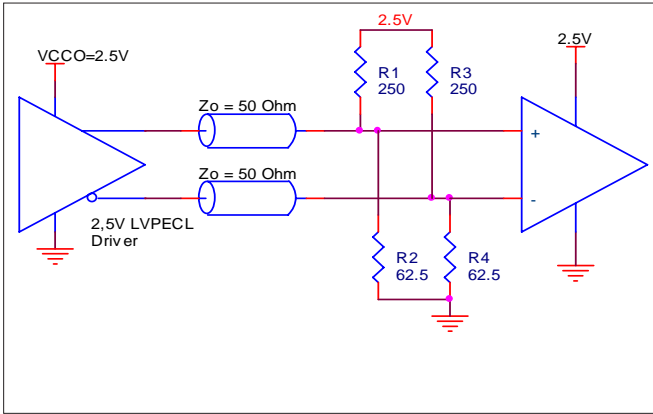 2.5V
VCCO=2.5V
2.5V
R1
250
R3
250
Zo = 50 Ohm
+
Zo = 50 Ohm
-
2,5V LVPECL
Driver
R2
62.5
R4
62.5